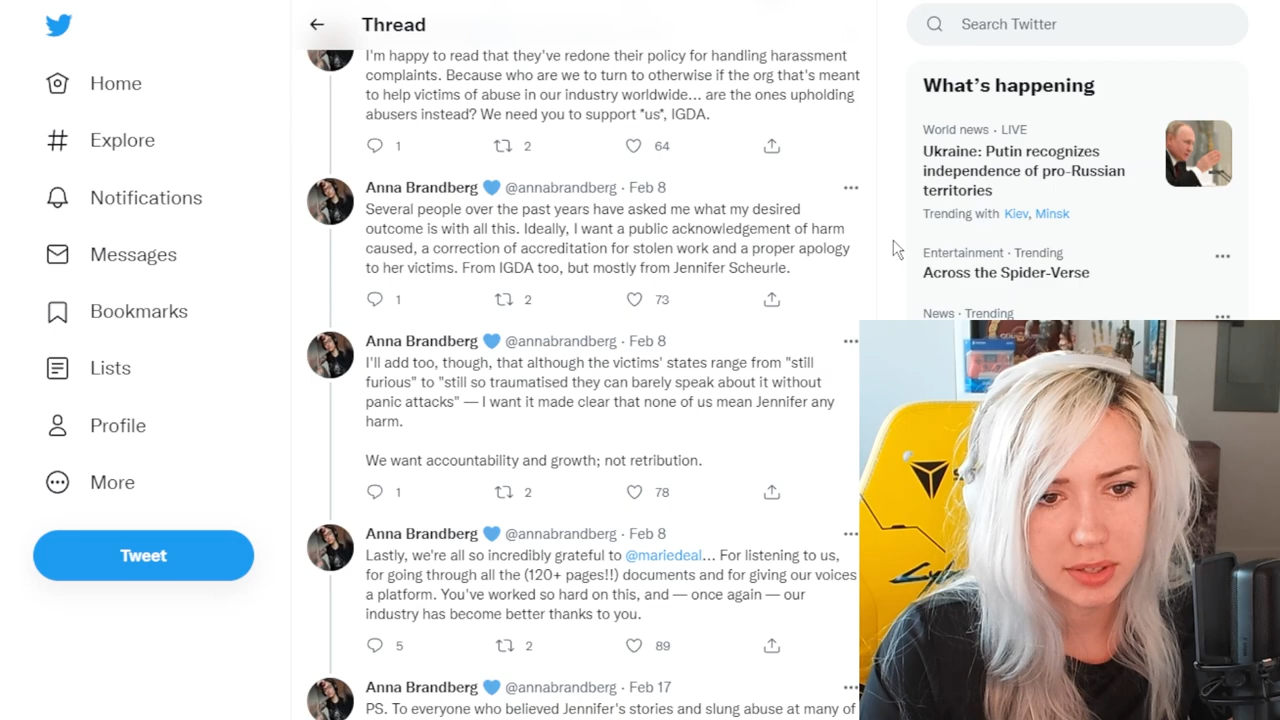 Thread
Search Twitter
Home
Explore
Notifications
Messages
Bookmarks
Lists
Profile
More
Tweet
I'm happy to read that they've redone their policy for handling harassment
complaints. Because who are we to turn to otherwise if the org that's meant
to help victims of abuse in our industry worldwide... are the ones upholding
abusers instead? We need you to support *us*, IGDA.
1 2 64
Anna Brandberg 💙 @annabrandberg · Feb 8
Several people over the past years have asked me what my desired
outcome is with all this. Ideally, I want a public acknowledgement of harm
caused, a correction of accreditation for stolen work and a proper apology
to her victims. From IGDA too, but mostly from Jennifer Scheurle.
1 2 73
Anna Brandberg 💙 @annabrandberg · Feb 8
I'll add too, though, that although the victims' states range from "still
furious" to "still so traumatised they can barely speak about it without
panic attacks" — I want it made clear that none of us mean Jennifer any
harm.
We want accountability and growth; not retribution.
1 2 78
Anna Brandberg 💙 @annabrandberg · Feb 8
Lastly, we're all so incredibly grateful to @mariedeal... For listening to us,
for going through all the (120+ pages!!) documents and for giving our voices
a platform. You've worked so hard on this, and — once again — our
industry has become better thanks to you.
5 2 89
Anna Brandberg 💙 @annabrandberg · Feb 17
PS. To everyone who believed Jennifer's stories and slung abuse at many of
What's happening
World news · LIVE
Ukraine: Putin recognizes
independence of pro-Russian
territories
Trending with Kiev, Minsk
Entertainment · Trending
Across the Spider-Verse
News · Trending